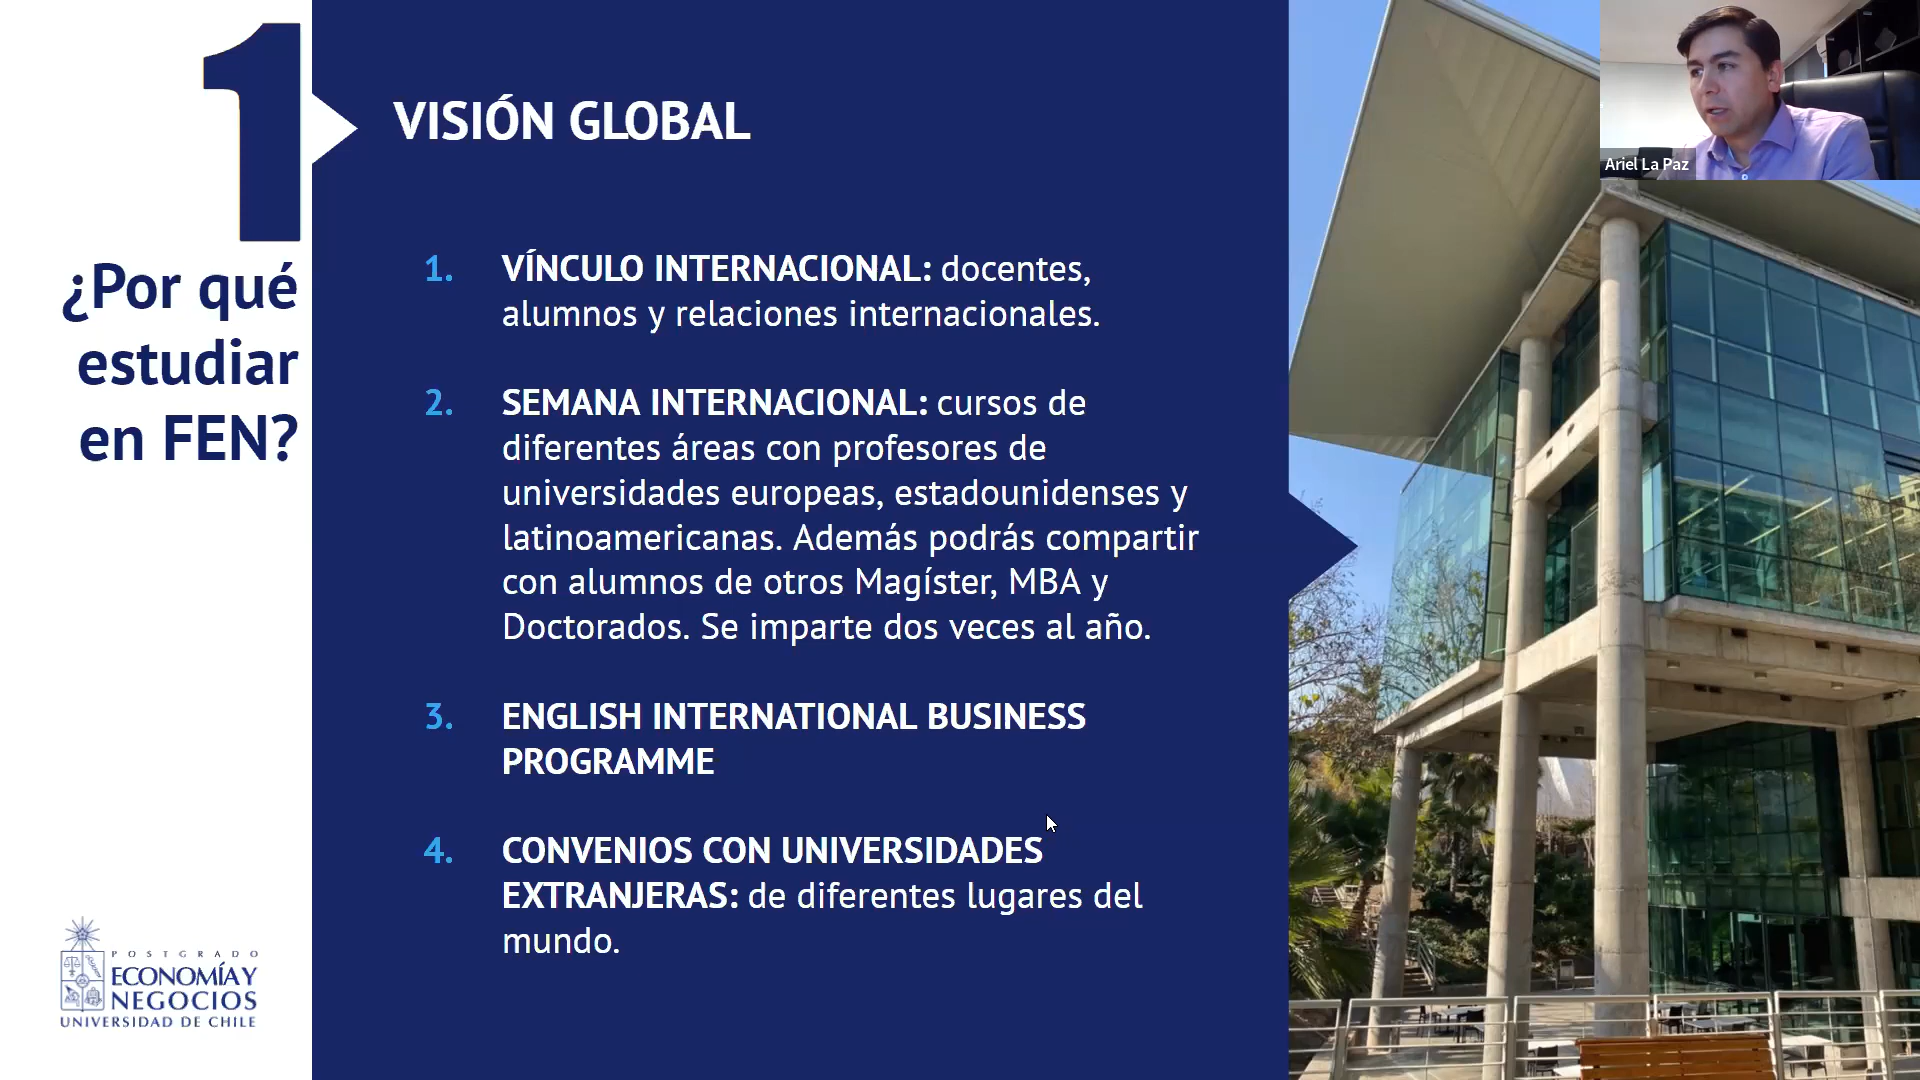 1
¿Por qué
estudiar
en FEN?
VISIÓN GLOBAL
1. VÍNCULO INTERNACIONAL: docentes,
alumnos y relaciones internacionales.
2. SEMANA INTERNACIONAL: cursos de
diferentes áreas con profesores de
universidades europeas, estadounidenses y
latinoamericanas. Además podrás compartir
con alumnos de otros Magíster, MBA y
Doctorados. Se imparte dos veces al año.
3. ENGLISH INTERNATIONAL BUSINESS
PROGRAMME
4. CONVENIOS CON UNIVERSIDADES
EXTRANJERAS: de diferentes lugares del
mundo.
Ariel La Paz
POSTGRADO
ECONOMÍA Y
NEGOCIOS
UNIVERSIDAD DE CHILE